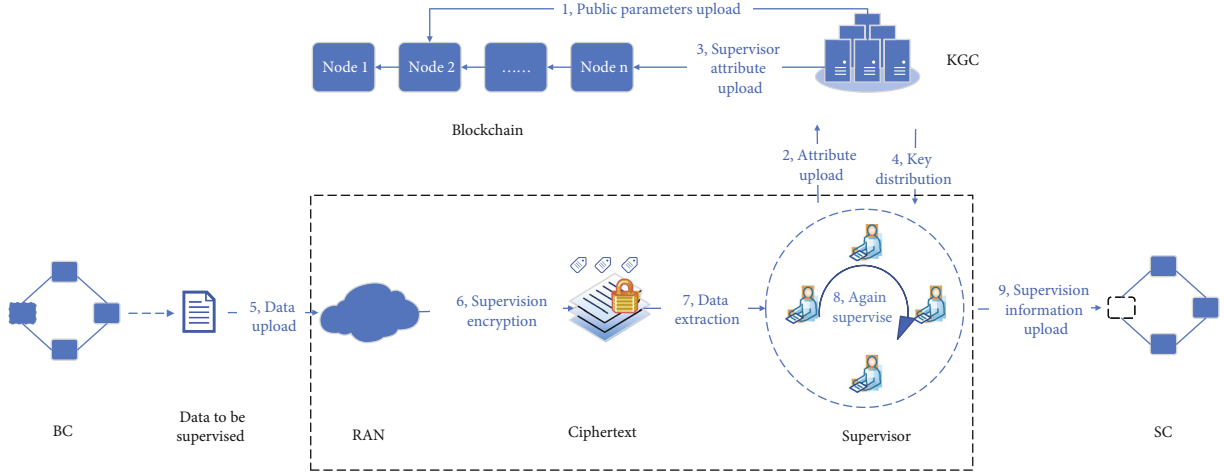 1, Public parameters upload
Node 1
Node 2
......
Node n
3, Supervisor
attribute
upload
KGC
Blockchain
2, Attribute
upload
4, Key
distribution
5, Data
upload
6, Supervision
encryption
7, Data
extraction
8, Again
supervise
9, Supervision
information
upload
BC
Data to be
supervised
RAN
Ciphertext
Supervisor
SC